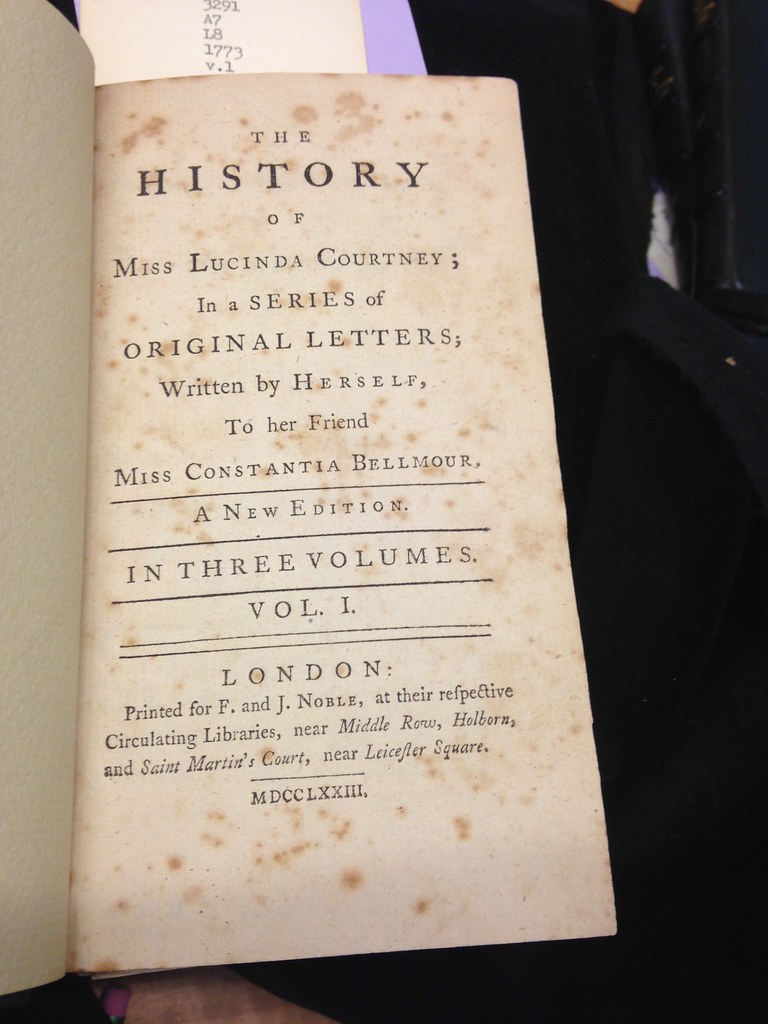 3291
A7
L8
1773
v.1
THE
HISTORY
OF
MISS LUCINDA COURTNEY;
In a SERIES of
ORIGINAL LETTERS;
Written by HERSELF,
To her Friend
MISS CONSTANTIA BELLMOUR.
A NEW EDITION.
IN THREE VOLUMES.
VOL. I.
LONDON:
Printed for F. and J. NOBLE, at their reſpective
Circulating Libraries, near Middle Row, Holborn,
and Saint Martin's Court, near Leiceſter Square.
MDCCLXXIII.